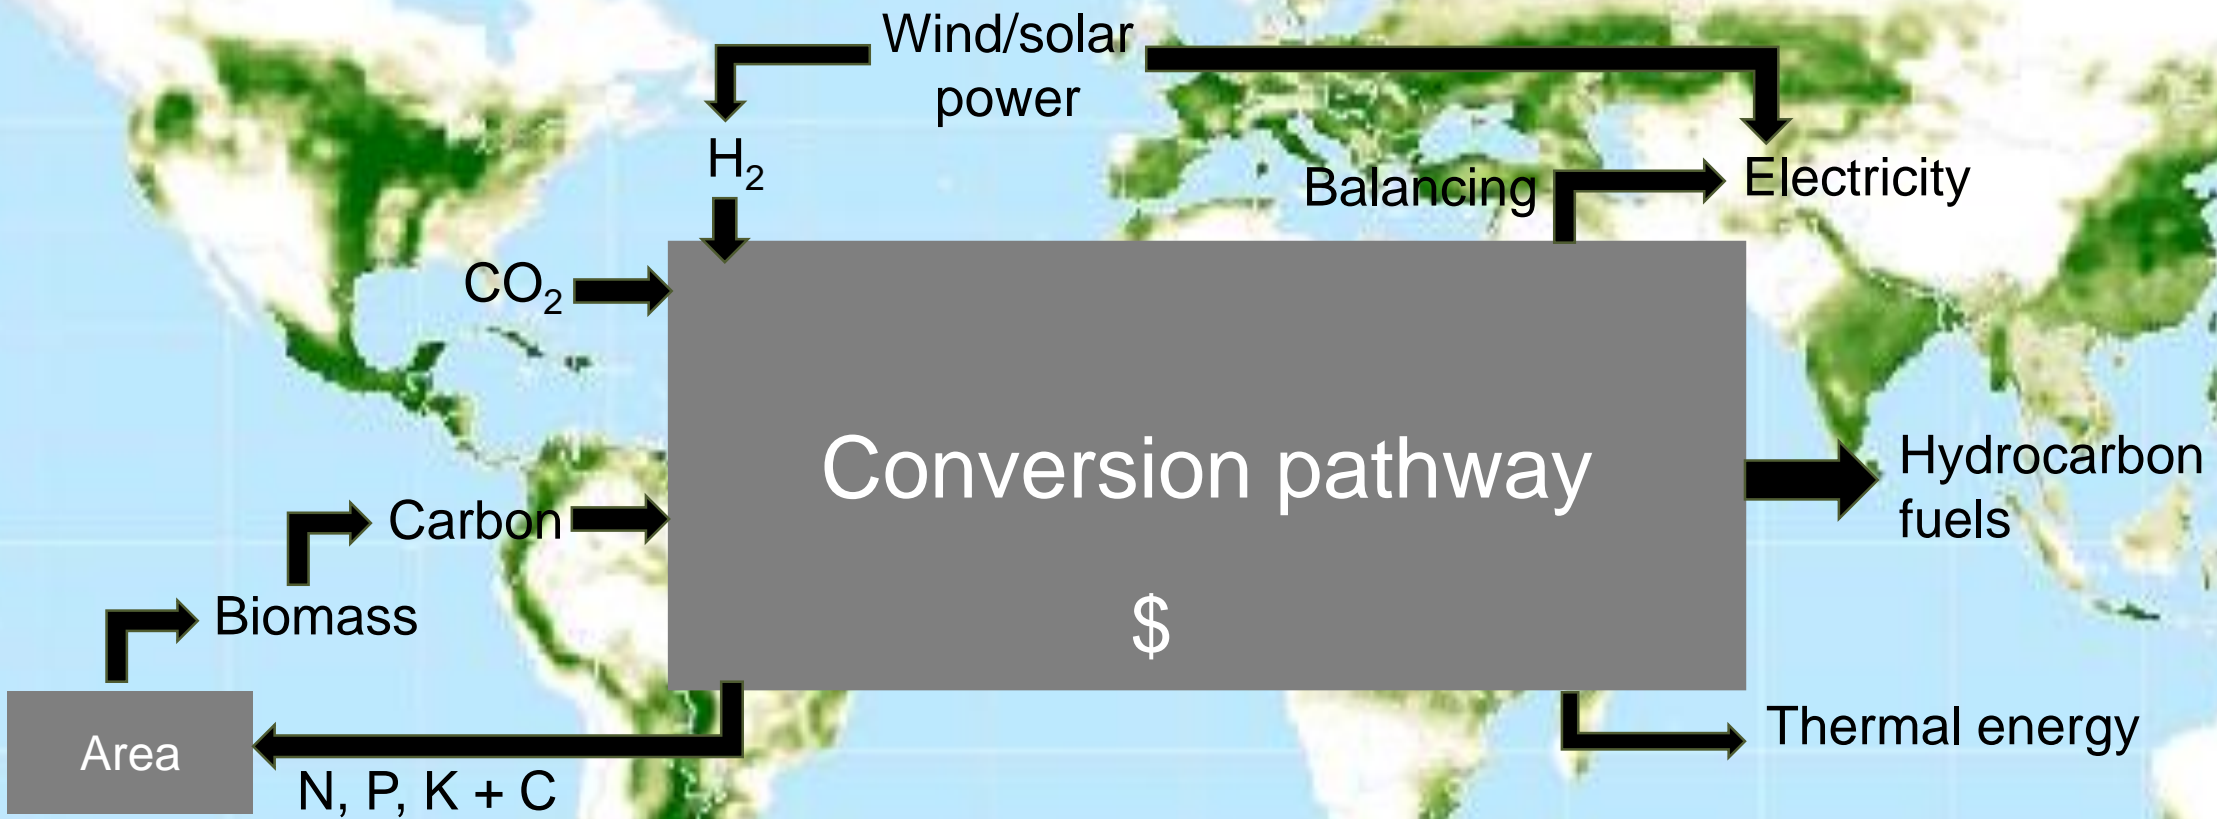 Wind/solar
power
H₂
Balancing
Electricity
CO₂
Conversion pathway
Hydrocarbon
fuels
Carbon
$
Biomass
Thermal energy
Area
N, P, K + C